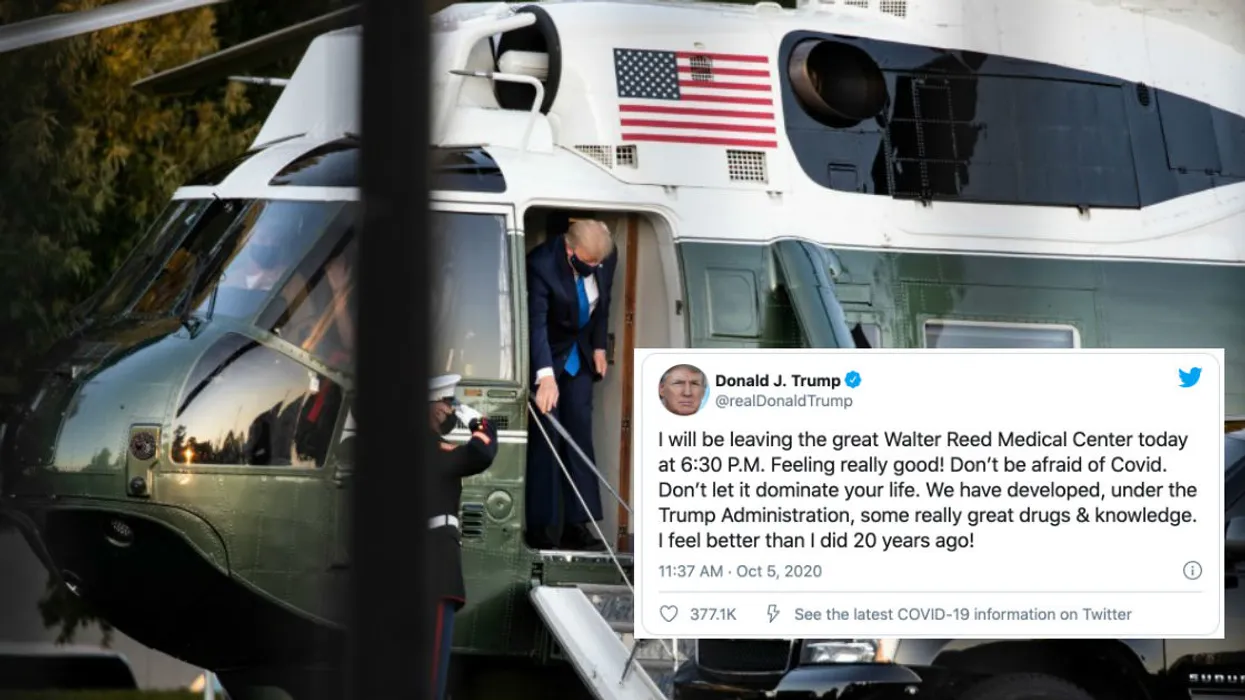 Donald J. Trump
@realDonaldTrump
I will be leaving the great Walter Reed Medical Center today
at 6:30 P.M. Feeling really good! Don’t be afraid of Covid.
Don’t let it dominate your life. We have developed, under the
Trump Administration, some really great drugs & knowledge.
I feel better than I did 20 years ago!
11:37 AM · Oct 5, 2020
377.1K
See the latest COVID-19 information on Twitter